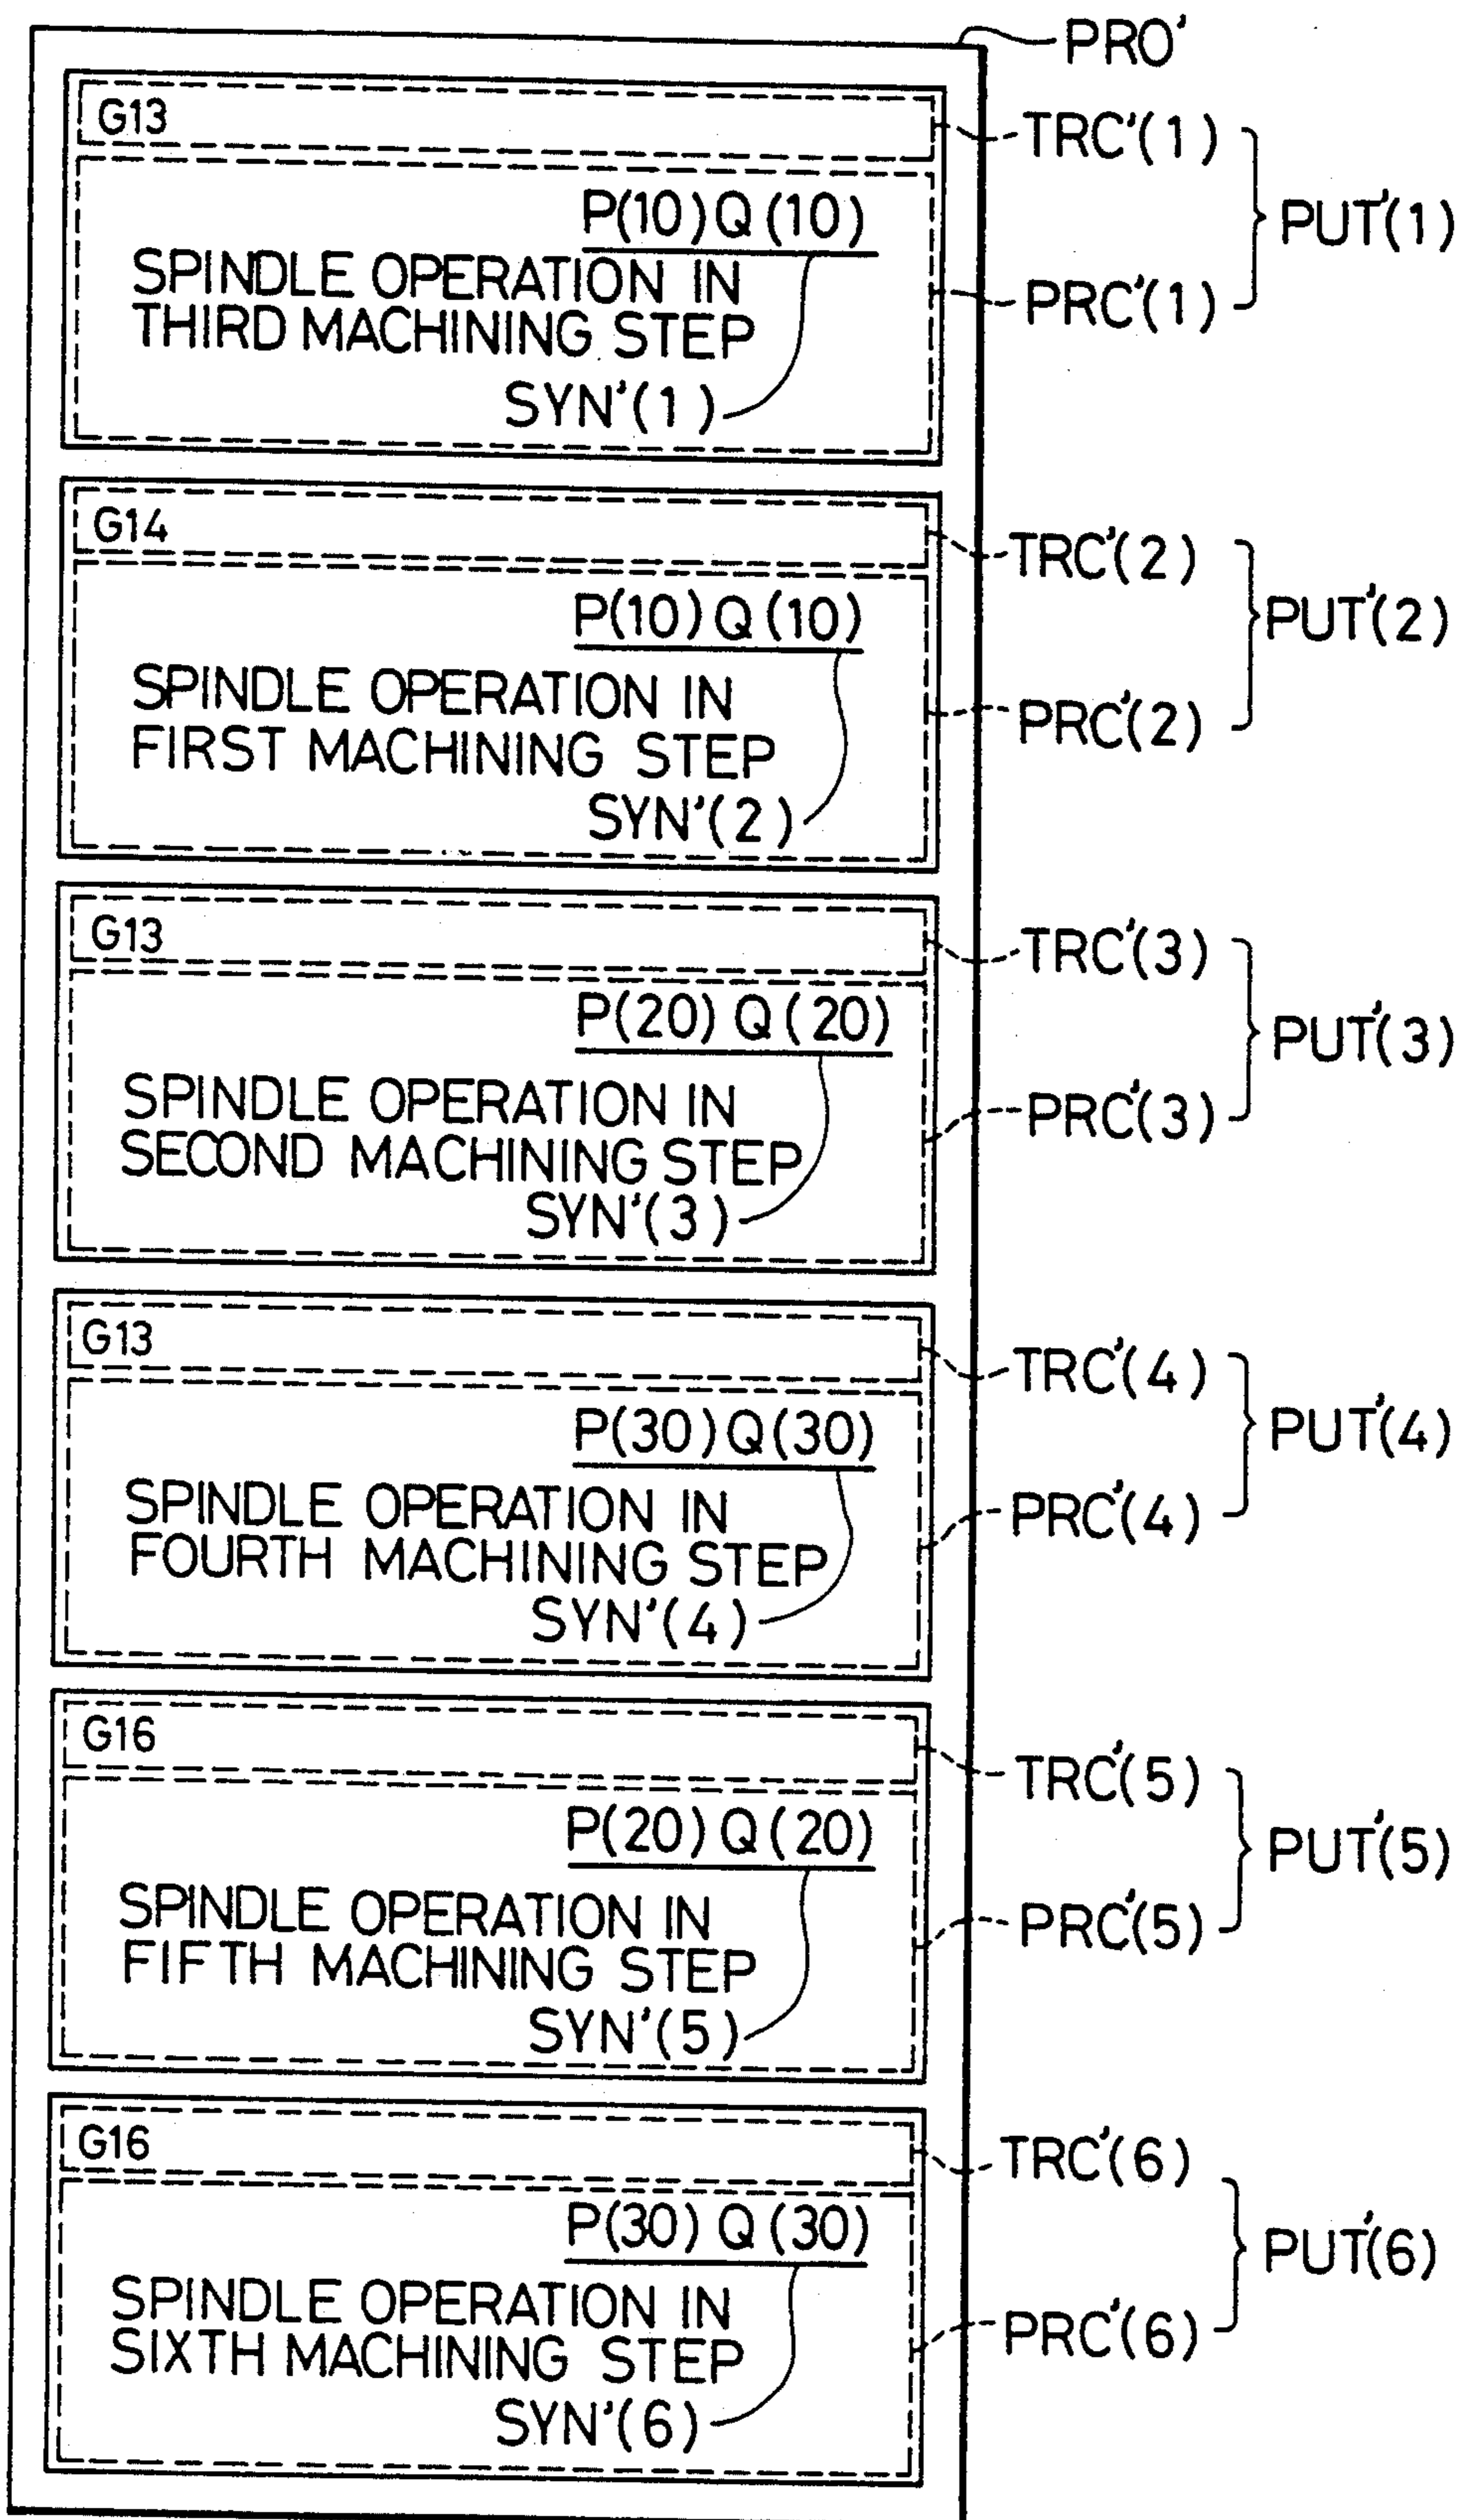 PRO'
G13
TRC'(1)
P(10)Q(10)
PUT'(1)
SPINDLE OPERATION IN
PRC'(1)
THIRD MACHINING STEP
SYN'(1)
G14
TRC'(2)
P(10)Q(10)
PUT'(2)
SPINDLE OPERATION IN
PRC'(2)
FIRST MACHINING STEP
SYN'(2)
G13
TRC'(3)
P(20)Q(20)
PUT'(3)
SPINDLE OPERATION IN
PRC'(3)
SECOND MACHINING STEP
SYN'(3)
G13
TRC'(4)
P(30)Q(30)
PUT'(4)
SPINDLE OPERATION IN
PRC'(4)
FOURTH MACHINING STEP
SYN'(4)
G16
TRC'(5)
P(20)Q(20)
PUT'(5)
SPINDLE OPERATION IN
PRC'(5)
FIFTH MACHINING STEP
SYN'(5)
G16
TRC'(6)
P(30)Q(30)
PUT'(6)
SPINDLE OPERATION IN
PRC'(6)
SIXTH MACHINING STEP
SYN'(6)